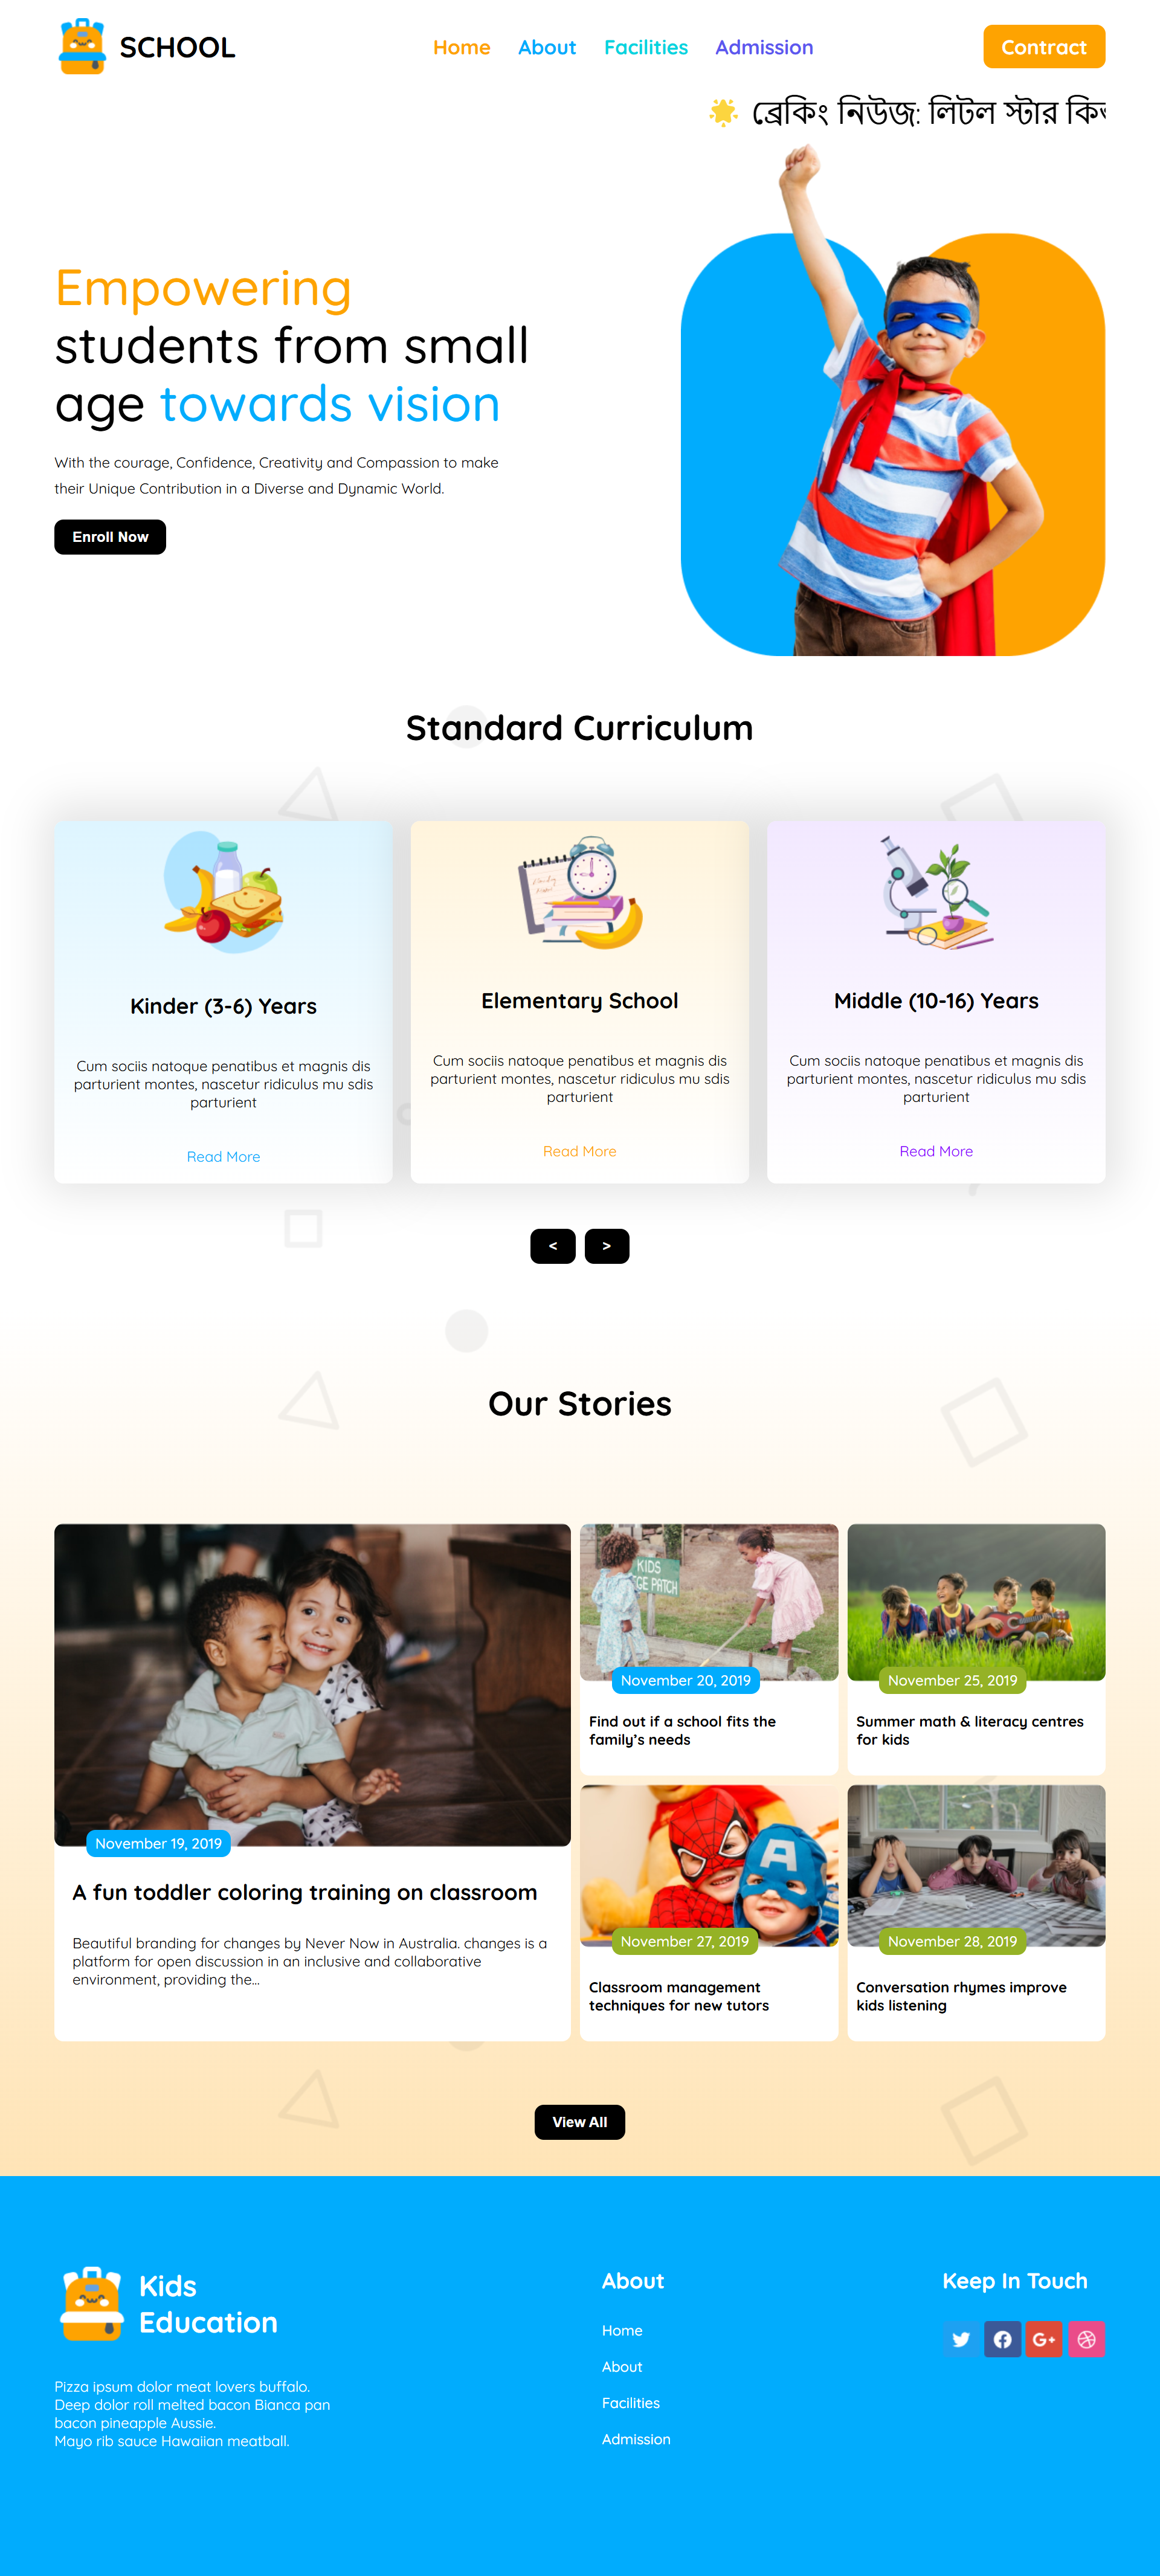 SCHOOL
Home About Facilities Admission
Contract
ব্রেকিং নিউজ: লিটল স্টার
Empowering
students from small
age towards vision
With the courage, Confidence, Creativity and Compassion to make
their Unique Contribution in a Diverse and Dynamic World.
Enroll Now
Standard Curriculum
Kinder (3-6) Years
Cum sociis natoque penatibus et magnis dis
parturient montes, nascetur ridiculus mu sdis
parturient
Read More
Elementary School
Cum sociis natoque penatibus et magnis dis
parturient montes, nascetur ridiculus mu sdis
parturient
Read More
Middle (10-16) Years
Cum sociis natoque penatibus et magnis dis
parturient montes, nascetur ridiculus mu sdis
parturient
Read More
< >
Our Stories
November 19, 2019
A fun toddler coloring training on classroom
Beautiful branding for changes by Never Now in Australia. changes is a
platform for open discussion in an inclusive and collaborative
environment, providing the...
KIDS
GE PATCH
November 20, 2019
Find out if a school fits the
family's needs
November 25, 2019
Summer math & literacy centres
for kids
A
November 27, 2019
Classroom management
techniques for new tutors
November 28, 2019
Conversation rhymes improve
kids listening
View All
Kids
Education
Pizza ipsum dolor meat lovers buffalo.
Deep dolor roll melted bacon Bianca pan
bacon pineapple Aussie.
Mayo rib sauce Hawaiian meatball.
About
Home
About
Facilities
Admission
Keep In Touch
G+